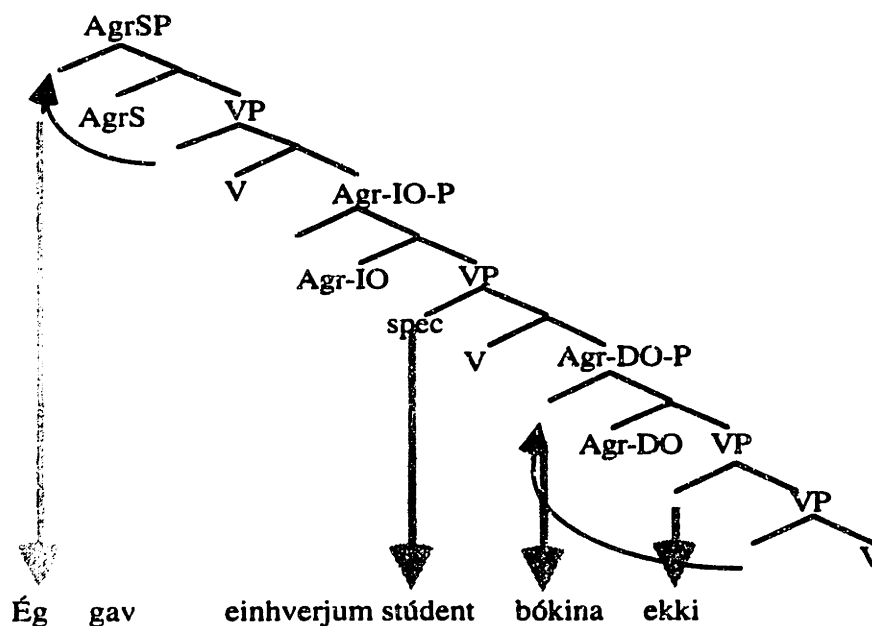 AgrSP
AgrS VP
V Agr-IO-P
Agr-IO VP
spec
V Agr-DO-P
Agr-DO VP
VP
V
Ég gav einhverjum stúdent bókina ekki